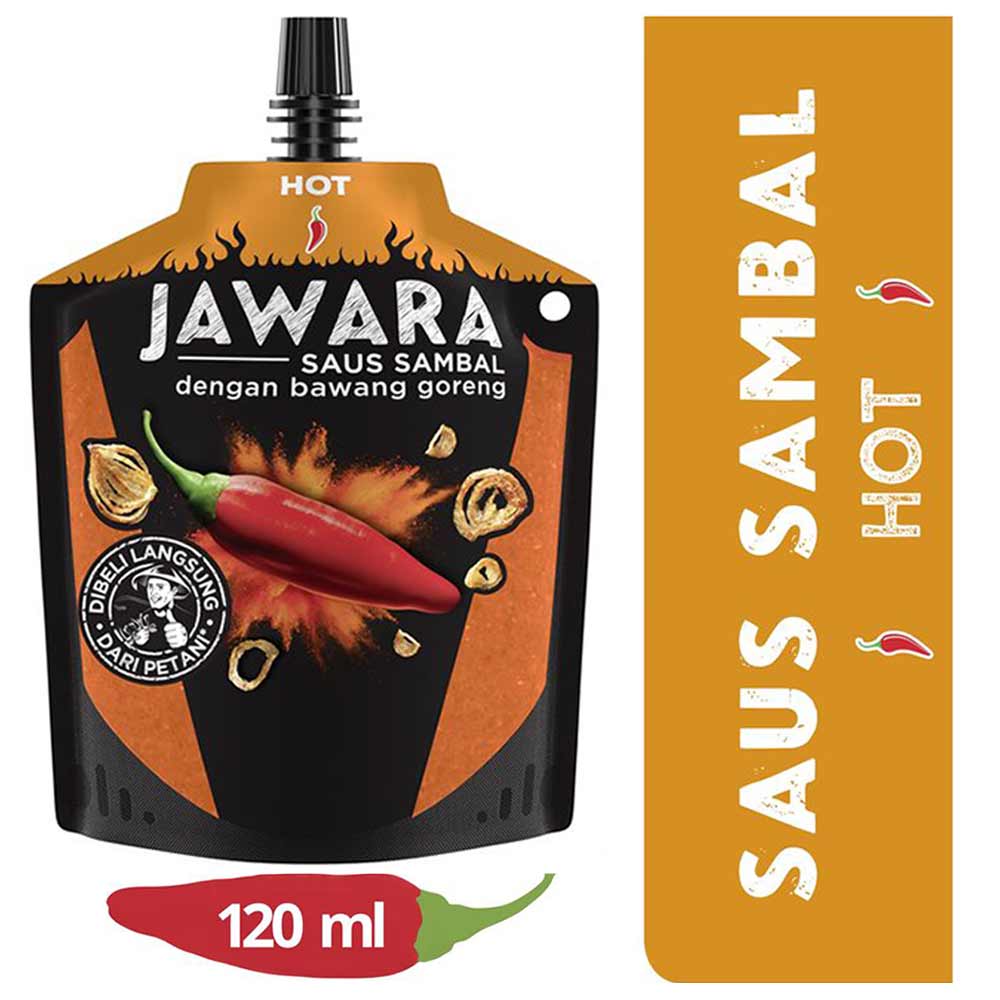 HOT
JAWARA
SAUS SAMBAL
dengan bawang goreng
DIBELI LANGSUNG
• DARI PETANI* •
120 ml
SAUS SAMBAL
HOT